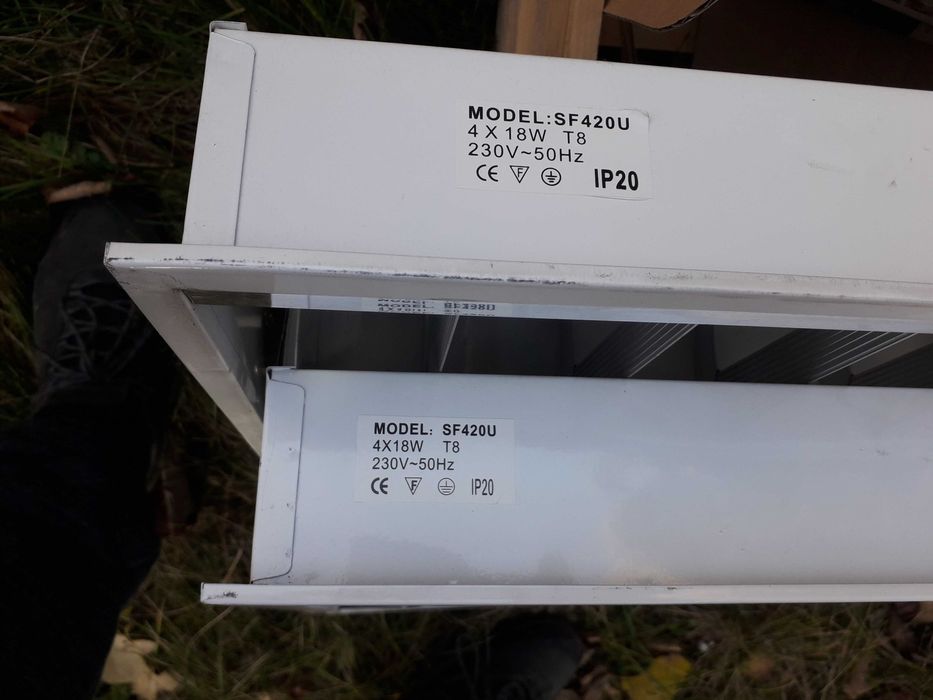 MODEL:SF420U
4 X 18W T8
230V~50Hz
CE F IP20
MODEL: SF420U
4X18W T8
230V~50Hz
CE F IP20